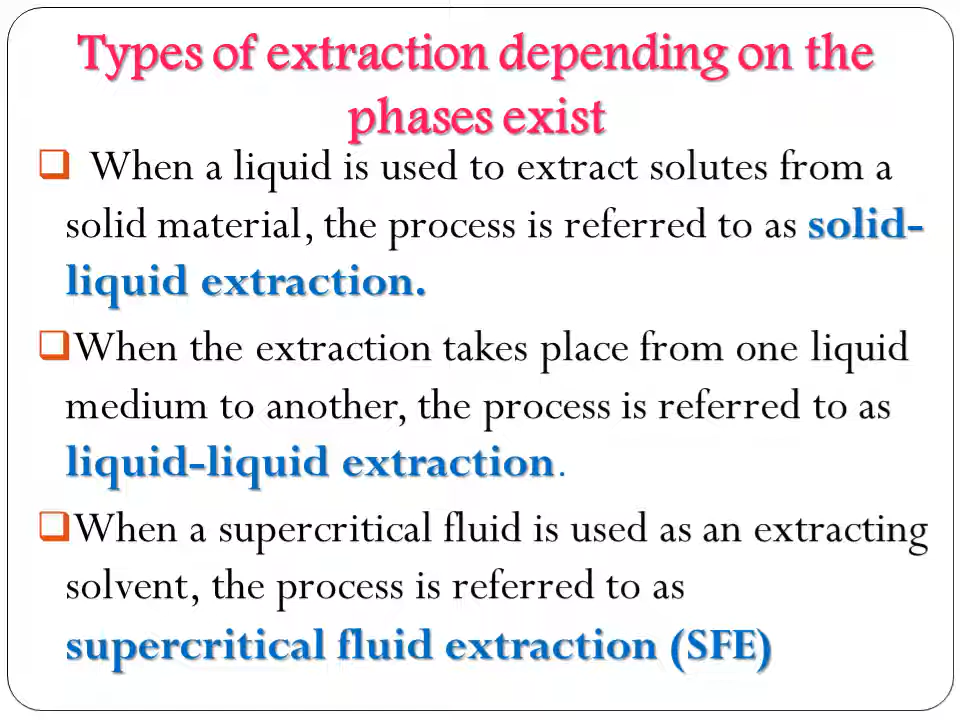 Types of extraction depending on the
phases exist
When a liquid is used to extract solutes from a
solid material, the process is referred to as solid-
liquid extraction.
When the extraction takes place from one liquid
medium to another, the process is referred to as
liquid-liquid extraction.
When a supercritical fluid is used as an extracting
solvent, the process is referred to as
supercritical fluid extraction (SFE)